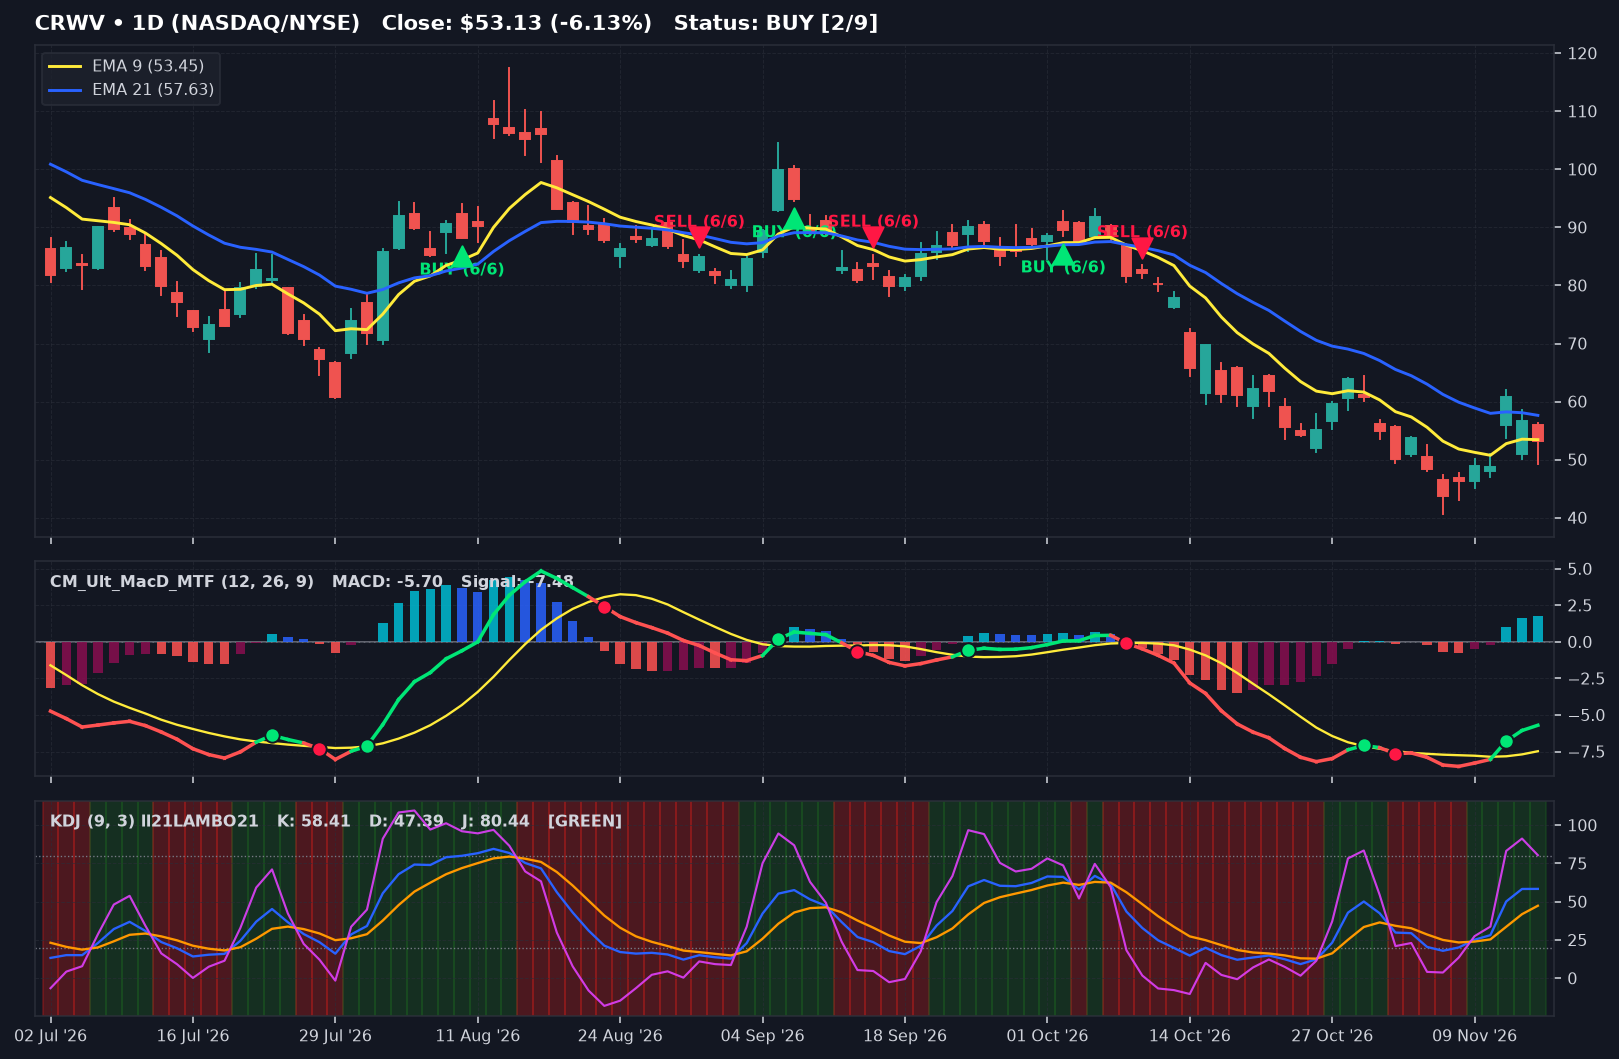 CRWV • 1D (NASDAQ/NYSE)   Close: $53.13 (-6.13%)   Status: BUY [2/9]
EMA 9 (53.45)
EMA 21 (57.63)
120
110
100
90
80
70
60
50
40
BUY (6/6)
SELL (6/6)
BUY (6/6)
SELL (6/6)
BUY (6/6)
SELL (6/6)
CM_Ult_MacD_MTF (12, 26, 9)   MACD: -5.70   Signal: -7.48
5.0
2.5
0.0
−2.5
−5.0
−7.5
KDJ (9, 3) II21LAMBO21   K: 58.41   D: 47.39   J: 80.44   [GREEN]
100
75
50
25
0
02 Jul '26
16 Jul '26
29 Jul '26
11 Aug '26
24 Aug '26
04 Sep '26
18 Sep '26
01 Oct '26
14 Oct '26
27 Oct '26
09 Nov '26